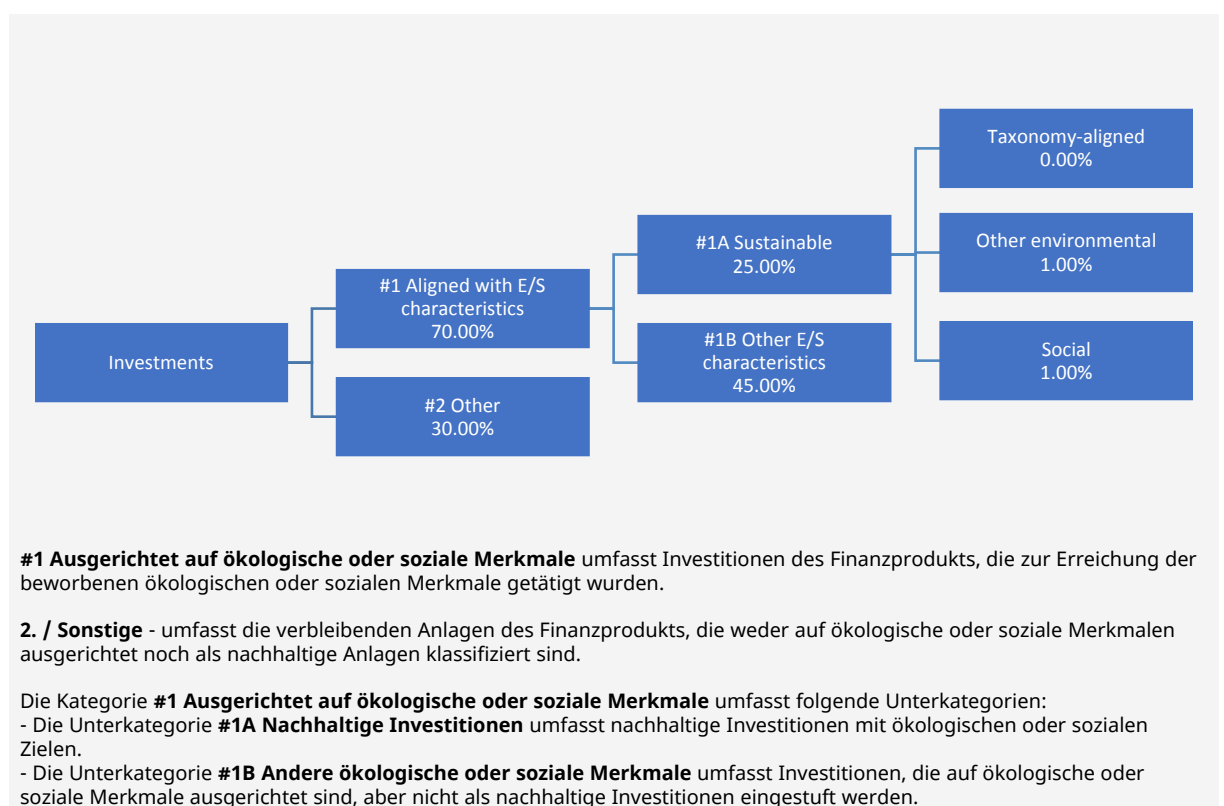 Taxonomy-aligned
0.00%
#1A Sustainable
25.00%
Other environmental
1.00%
#1 Aligned with E/S
characteristics
70.00%
Investments
#1B Other E/S
characteristics
45.00%
Social
1.00%
#2 Other
30.00%
#1 Ausgerichtet auf ökologische oder soziale Merkmale umfasst Investitionen des Finanzprodukts, die zur Erreichung der
beworbenen ökologischen oder sozialen Merkmale getätigt wurden.
2. / Sonstige - umfasst die verbleibenden Anlagen des Finanzprodukts, die weder auf ökologische oder soziale Merkmalen
ausgerichtet noch als nachhaltige Anlagen klassifiziert sind.
Die Kategorie #1 Ausgerichtet auf ökologische oder soziale Merkmale umfasst folgende Unterkategorien:
- Die Unterkategorie #1A Nachhaltige Investitionen umfasst nachhaltige Investitionen mit ökologischen oder sozialen
Zielen.
- Die Unterkategorie #1B Andere ökologische oder soziale Merkmale umfasst Investitionen, die auf ökologische oder
soziale Merkmale ausgerichtet sind, aber nicht als nachhaltige Investitionen eingestuft werden.